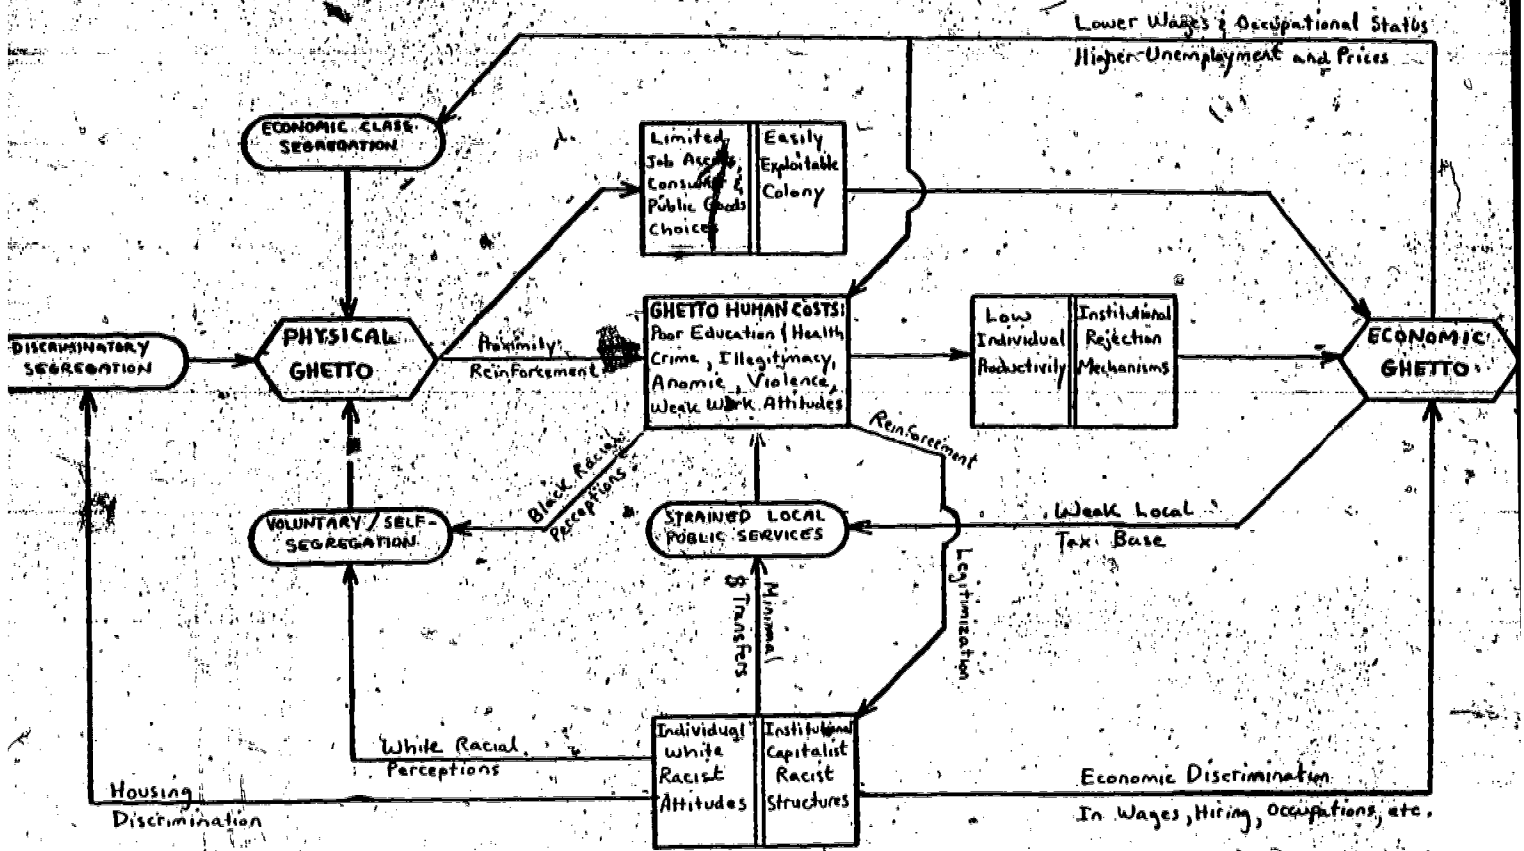 Lower Wages & Occupational Status
Higher Unemployment and Prices
ECONOMIC CLASS
SEGREGATION
Limited
Job Access,
Consumer &
Public Goods
Choices
Easily
Exploitable
Colony
DISCRIMINATORY
SEGREGATION
PHYSICAL
GHETTO
Proximity
Reinforcement
GHETTO HUMAN COSTS:
Poor Education & Health
Crime, Illegitimacy,
Anomie, Violence,
Weak Work Attitudes
Low
Individual
Productivity
Institutional
Rejection
Mechanisms
ECONOMIC
GHETTO
Reinforcement
Black Racial
Perceptions
VOLUNTARY / SELF-
SEGREGATION
STRAINED LOCAL
PUBLIC SERVICES
Weak Local
Tax Base
Legitimization
Minimal
$ Transfers
White Racial
Perceptions
Housing
Discrimination
Individual
White
Racist
Attitudes
Institutional
Capitalist
Racist
Structures
Economic Discrimination
In Wages, Hiring, Occupations, etc.